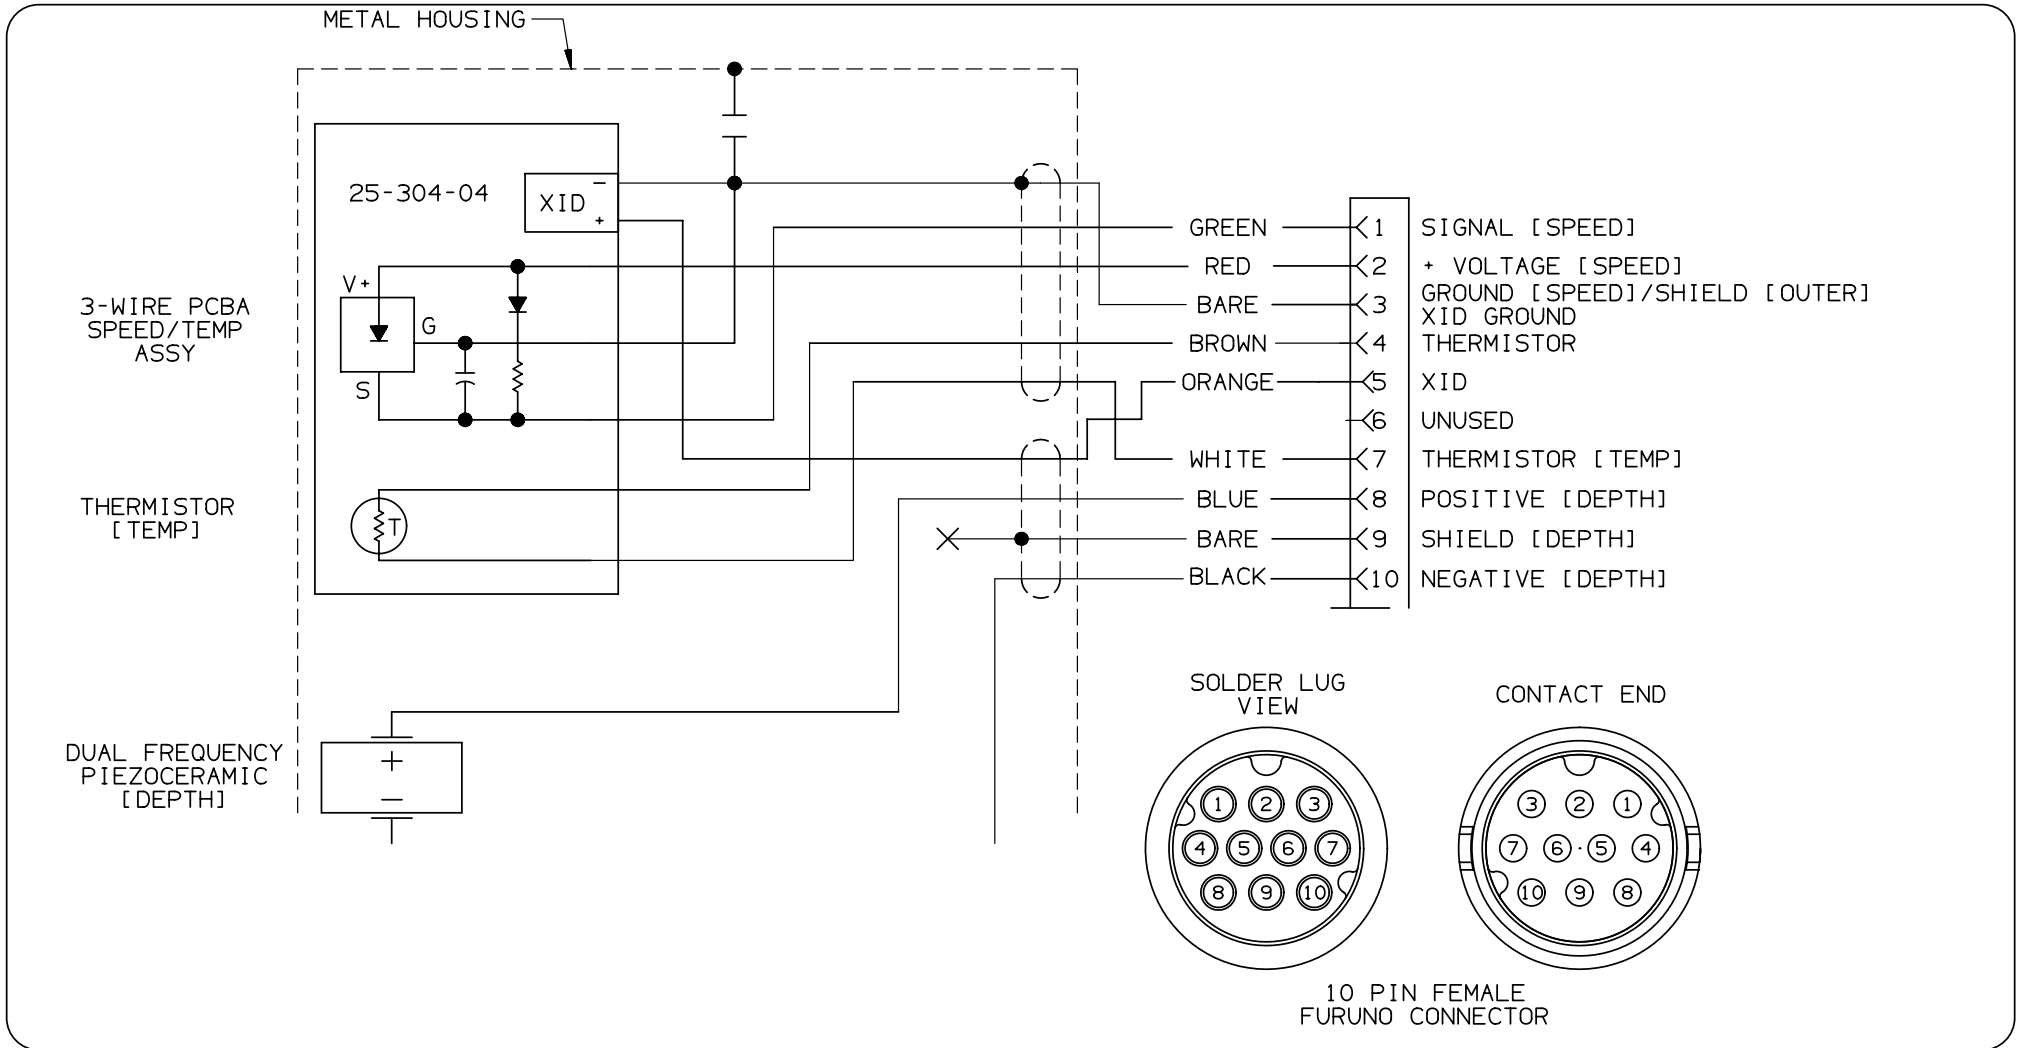 METAL HOUSING
25-304-04
XID
−
+
V+
G
S
3-WIRE PCBA
SPEED/TEMP
ASSY
THERMISTOR
[TEMP]
T
DUAL FREQUENCY
PIEZOCERAMIC
[DEPTH]
+
−
GREEN 1 SIGNAL [SPEED]
RED 2 + VOLTAGE [SPEED]
BARE 3 GROUND [SPEED]/SHIELD [OUTER]
XID GROUND
BROWN 4 THERMISTOR
ORANGE 5 XID
6 UNUSED
WHITE 7 THERMISTOR [TEMP]
BLUE 8 POSITIVE [DEPTH]
BARE 9 SHIELD [DEPTH]
BLACK 10 NEGATIVE [DEPTH]
SOLDER LUG
VIEW
1 2 3
4 5 6 7
8 9 10
CONTACT END
3 2 1
7 6 5 4
10 9 8
10 PIN FEMALE
FURUNO CONNECTOR